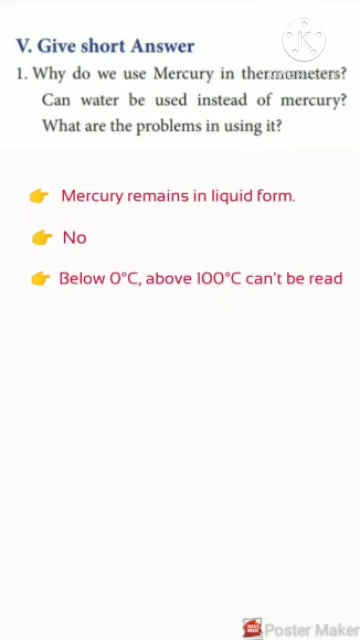 V. Give short Answer
1. Why do we use Mercury in thermometers?
Can water be used instead of mercury?
What are the problems in using it?
👉 Mercury remains in liquid form.
👉 No
👉 Below 0°C, above 100°C can't be read
Poster Maker